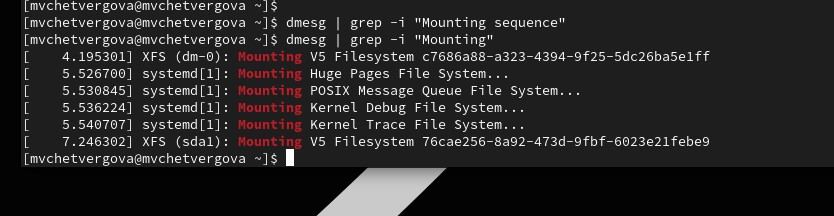 [mvchetvergova@mvchetvergova ~]$
[mvchetvergova@mvchetvergova ~]$ dmesg | grep -i "Mounting sequence"
[mvchetvergova@mvchetvergova ~]$ dmesg | grep -i "Mounting"
[    4.195301] XFS (dm-0): Mounting V5 Filesystem c7686a88-a323-4394-9f25-5dc26ba5e1ff
[    5.526700] systemd[1]: Mounting Huge Pages File System...
[    5.530845] systemd[1]: Mounting POSIX Message Queue File System...
[    5.536224] systemd[1]: Mounting Kernel Debug File System...
[    5.540707] systemd[1]: Mounting Kernel Trace File System...
[    7.246302] XFS (sda1): Mounting V5 Filesystem 76cae256-8a92-473d-9fbf-6023e21febe9
[mvchetvergova@mvchetvergova ~]$